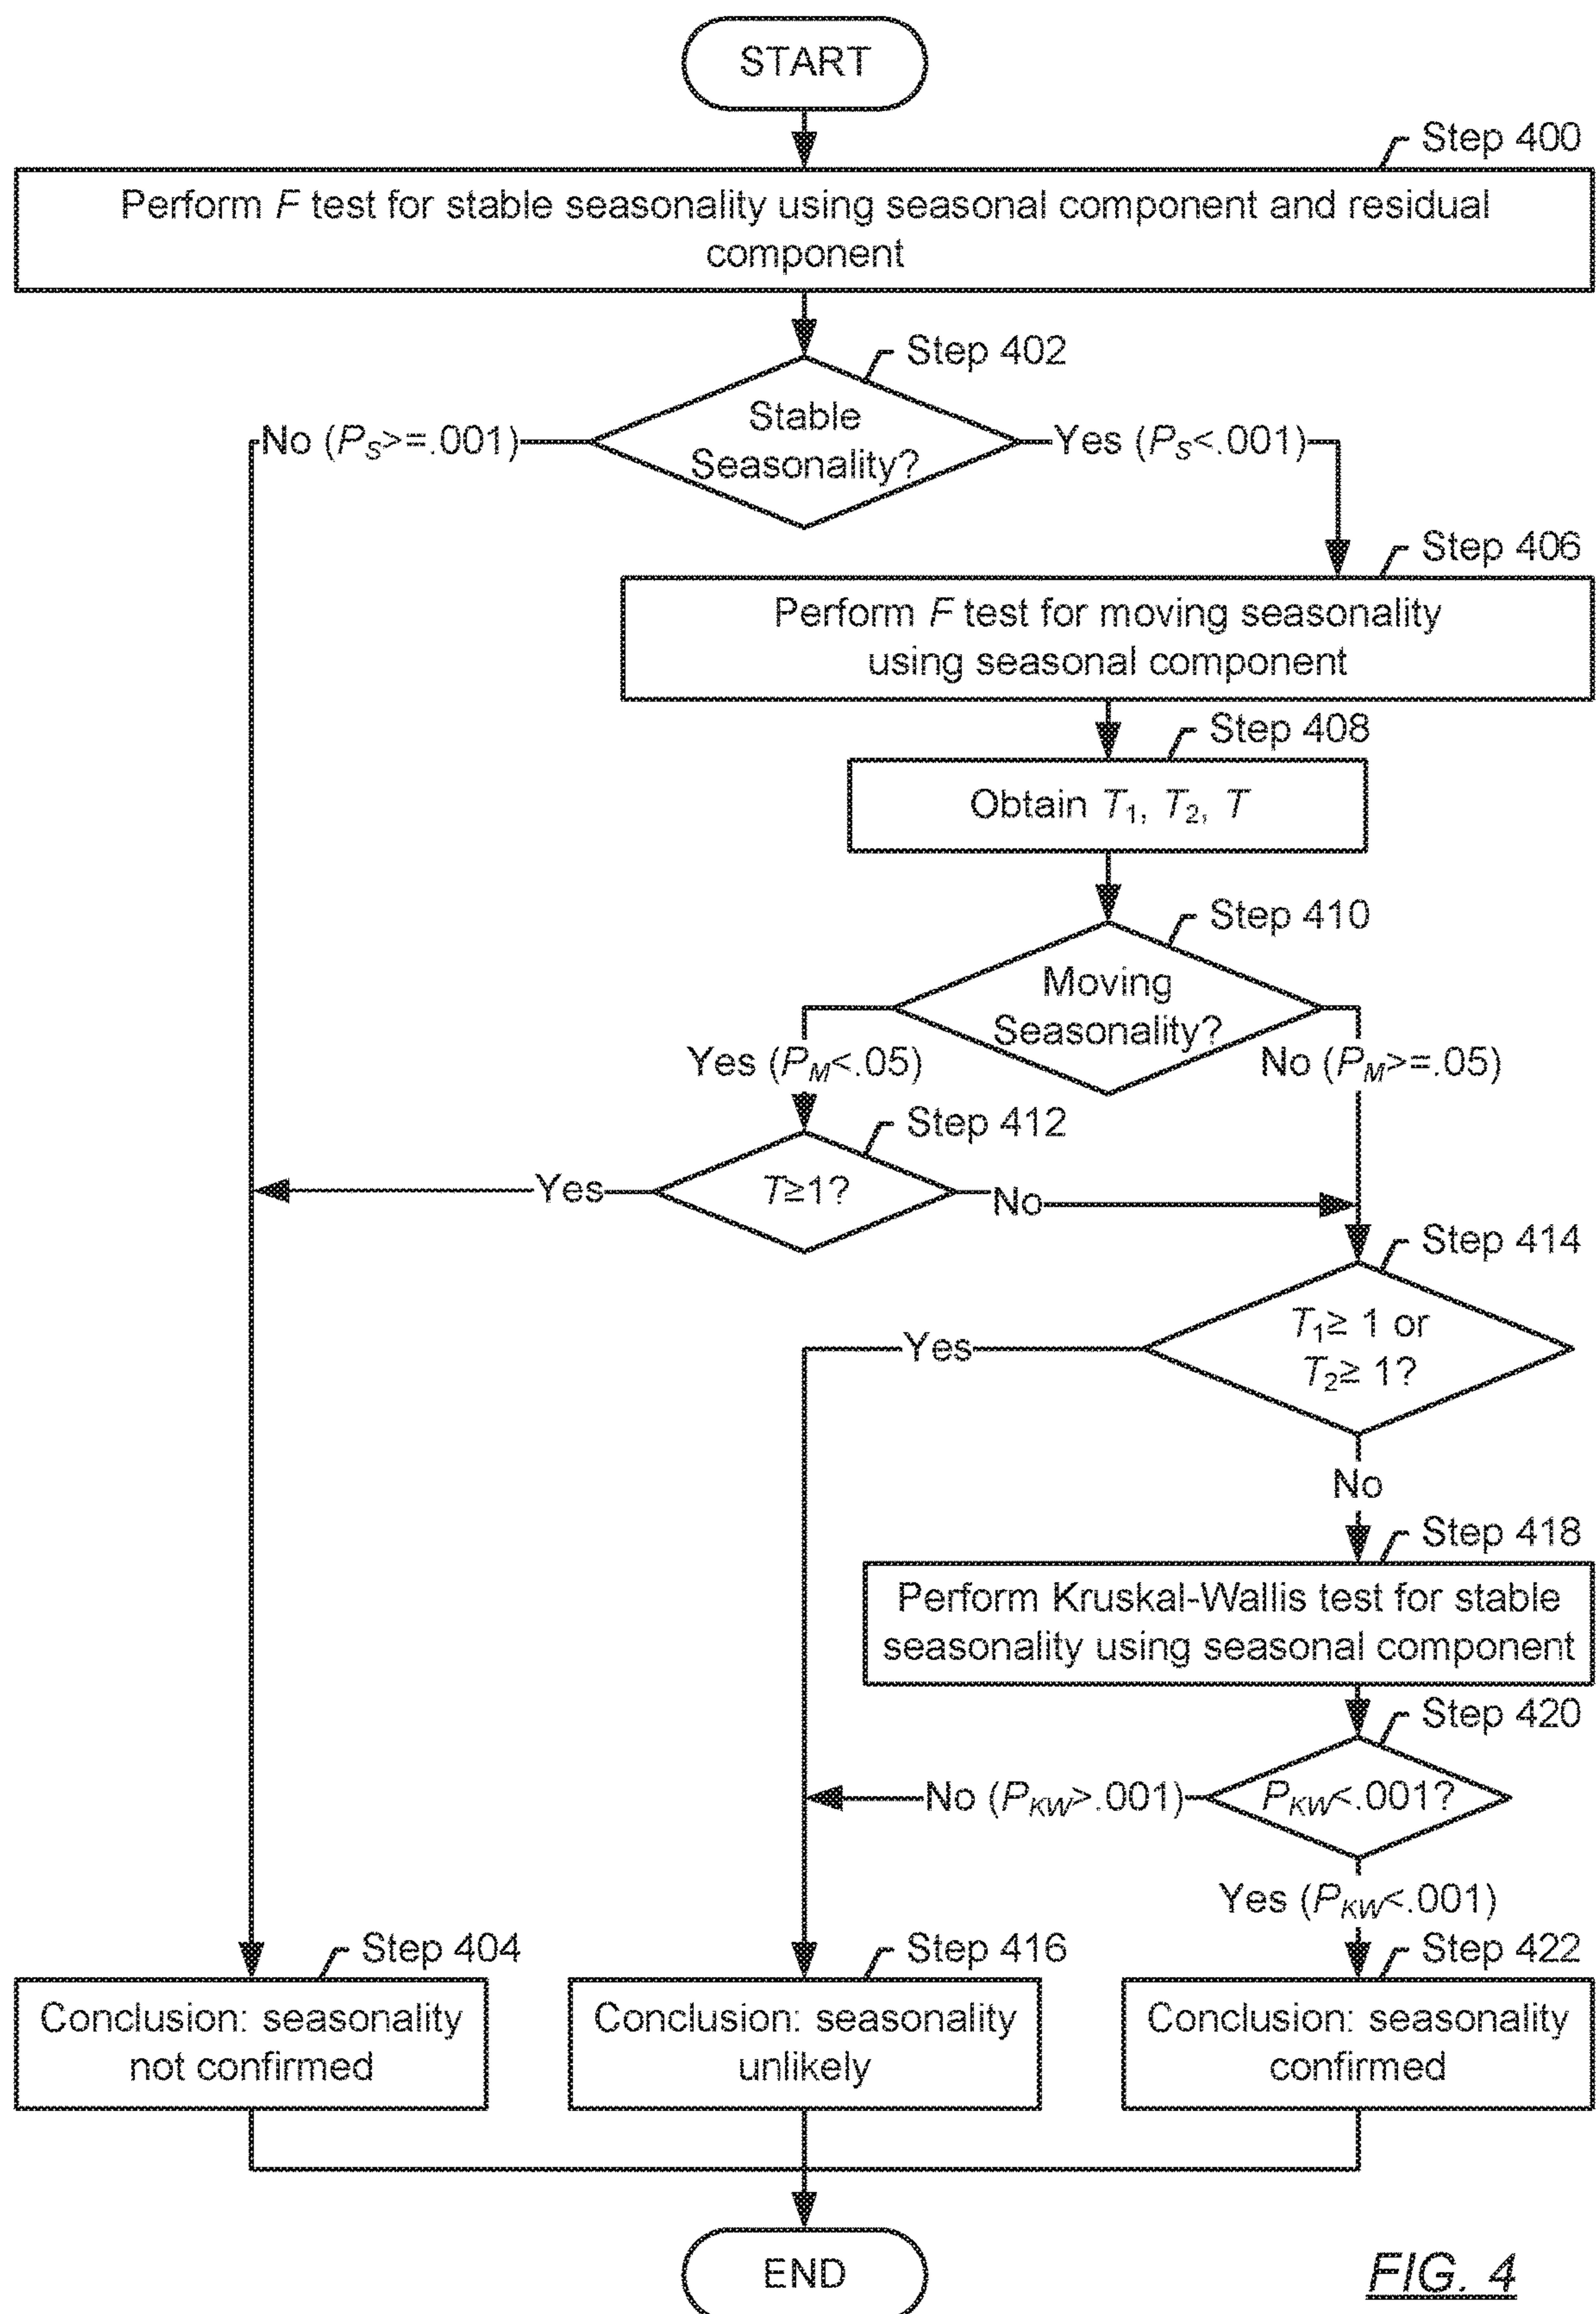 START
Step 400
Perform F test for stable seasonality using seasonal component and residual
component
Step 402
Stable
Seasonality?
No (PS>=.001)
Yes (PS<.001)
Step 406
Perform F test for moving seasonality
using seasonal component
Step 408
Obtain T1, T2, T
Step 410
Moving
Seasonality?
Yes (PM<.05)
No (PM>=.05)
Step 412
T≥1?
Yes
No
Step 414
T1≥ 1 or
T2≥ 1?
Yes
No
Step 418
Perform Kruskal-Wallis test for stable
seasonality using seasonal component
Step 420
PKW<.001?
No (PKW>.001)
Yes (PKW<.001)
Step 404
Conclusion: seasonality
not confirmed
Step 416
Conclusion: seasonality
unlikely
Step 422
Conclusion: seasonality
confirmed
END
FIG. 4